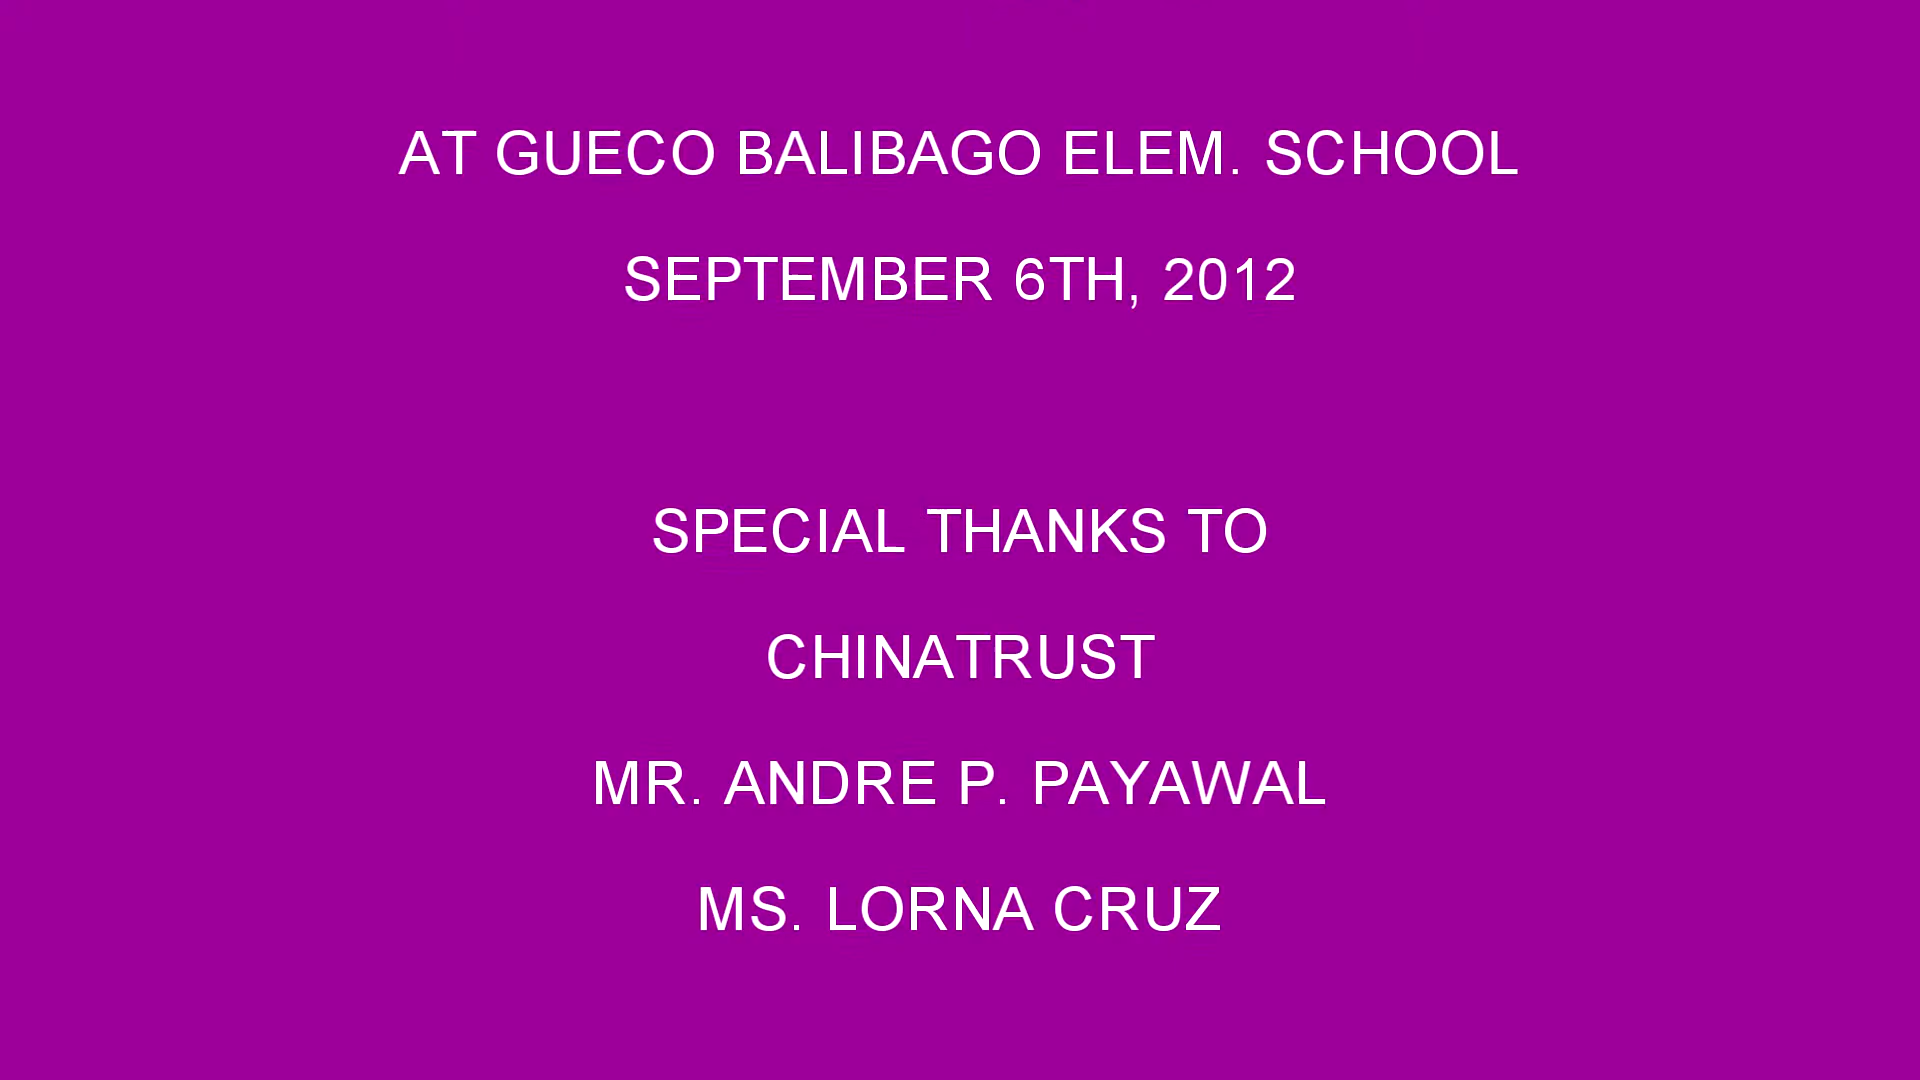 AT GUECO BALIBAGO ELEM. SCHOOL
SEPTEMBER 6TH, 2012
SPECIAL THANKS TO
CHINATRUST
MR. ANDRE P. PAYAWAL
MS. LORNA CRUZ